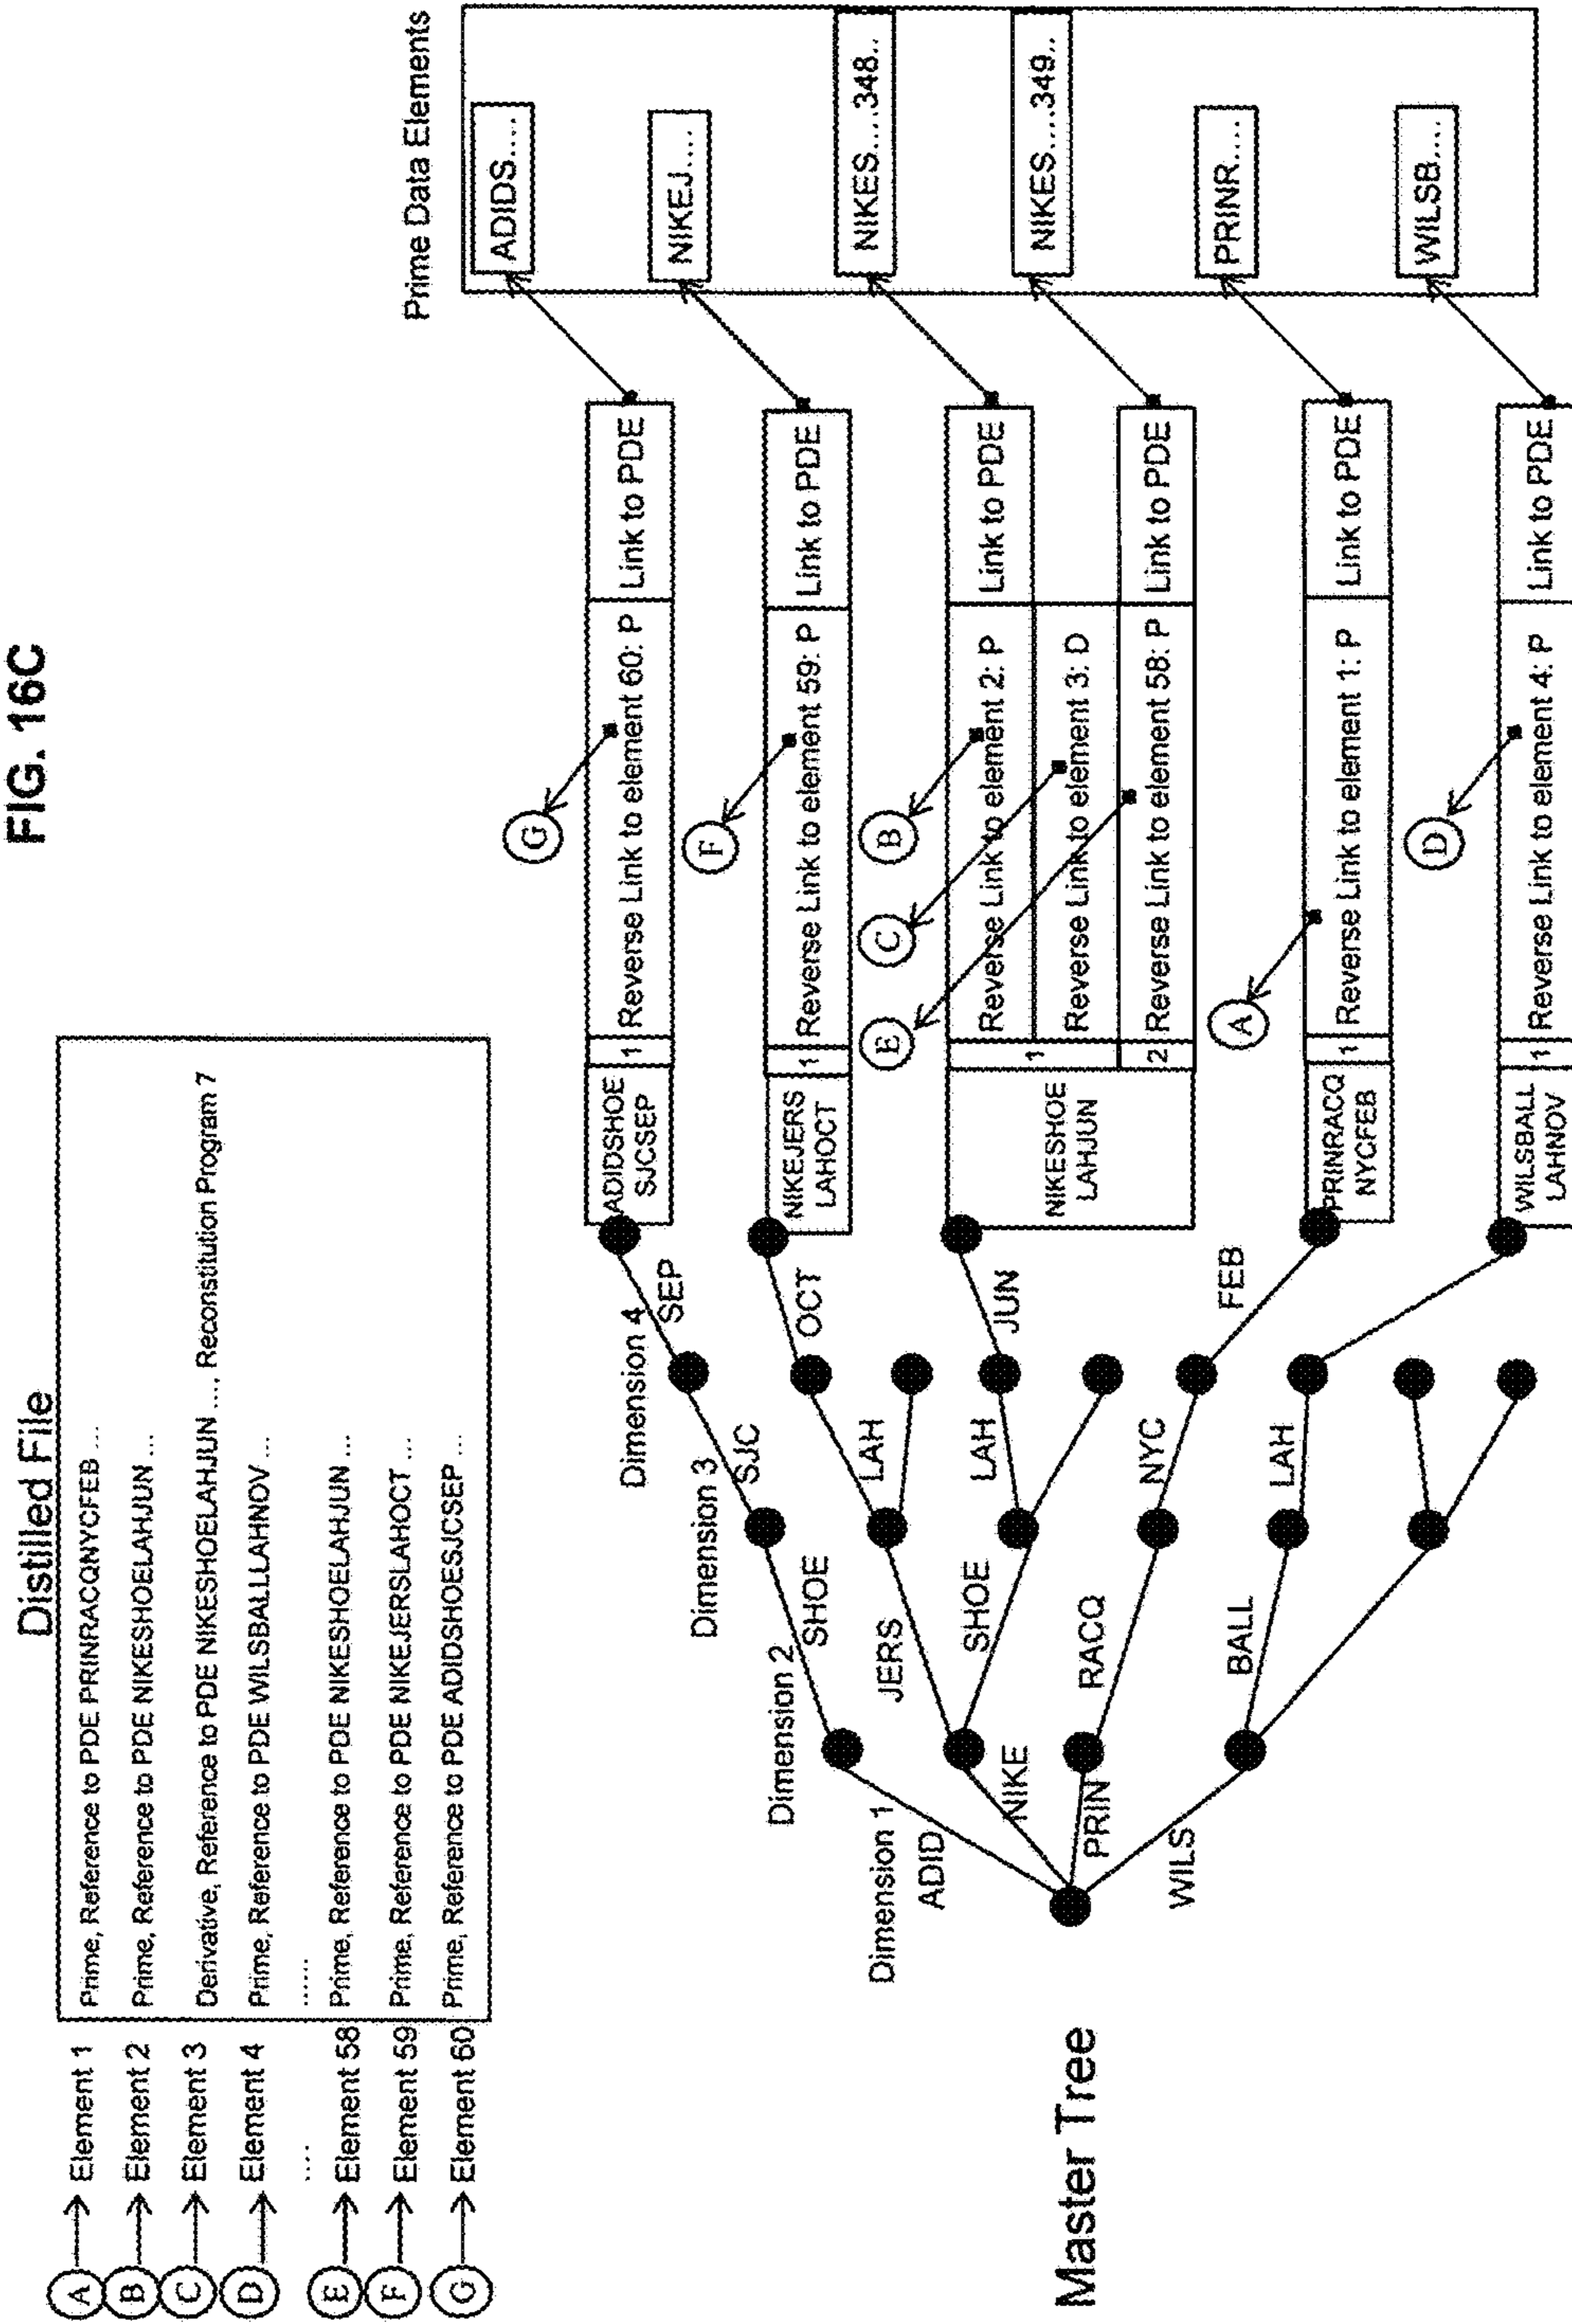 FIG. 16C
Distilled File
A Element 1 Prime, Reference to PDE PRINRACQNYCFEB ...
B Element 2 Prime, Reference to PDE NIKESHOELAHJUN ...
C Element 3 Derivative, Reference to PDE NIKESHOELAHJUN ..., Reconstitution Program 7
D Element 4 Prime, Reference to PDE WILSBALLLAHNOV ...
.... ......
E Element 58 Prime, Reference to PDE NIKESHOELAHJUN ...
F Element 59 Prime, Reference to PDE NIKEJERSLAHOCT ...
G Element 60 Prime, Reference to PDE ADIDSHOESJCSEP ...
Prime Data Elements
Master Tree
Dimension 1
Dimension 2
Dimension 3
Dimension 4
ADID
SHOE
SJC
SEP
ADIDSHOE
SJCSEP
1
Reverse Link to element 60: P
Link to PDE
G
ADIDS....
NIKE
JERS
LAH
OCT
NIKEJERS
LAHOCT
1
Reverse Link to element 59: P
Link to PDE
F
NIKEJ....
SHOE
LAH
JUN
NIKESHOE
LAHJUN
1
Reverse Link to element 2: P
Link to PDE
B
NIKES....348..
Reverse Link to element 3: D
C
2
Reverse Link to element 58: P
Link to PDE
E
NIKES....349..
PRIN
RACQ
NYC
FEB
PRINRACQ
NYCFEB
1
Reverse Link to element 1: P
Link to PDE
A
PRINR....
WILS
BALL
LAH
WILSBALL
LAHNOV
1
Reverse Link to element 4: P
Link to PDE
D
WILSB....